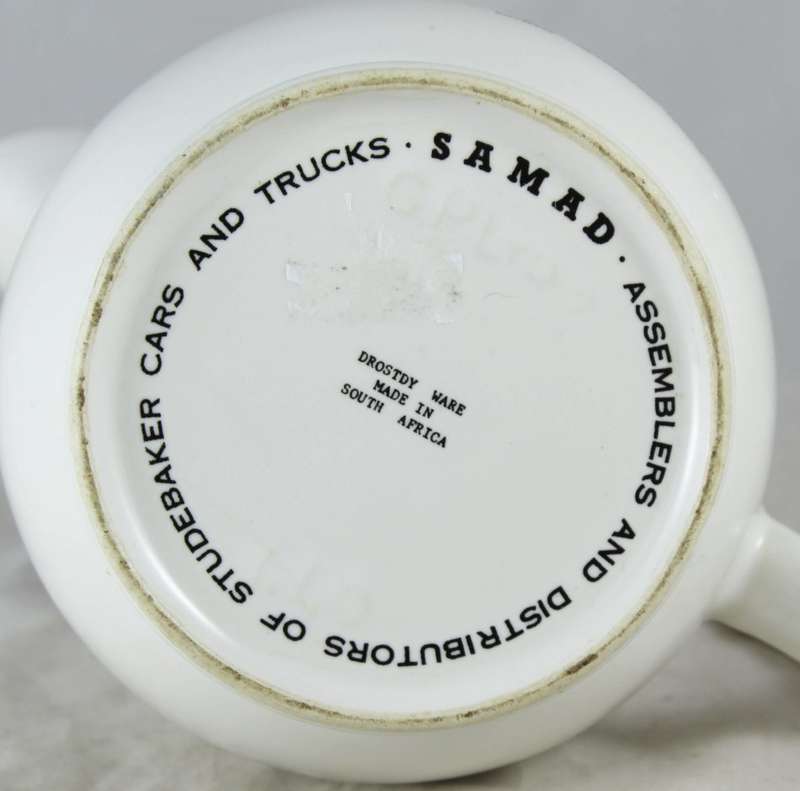 SAMAD · ASSEMBLERS AND DISTRIBUTORS OF STUDEBAKER CARS AND TRUCKS ·
DROSTDY WARE
MADE IN
SOUTH AFRICA